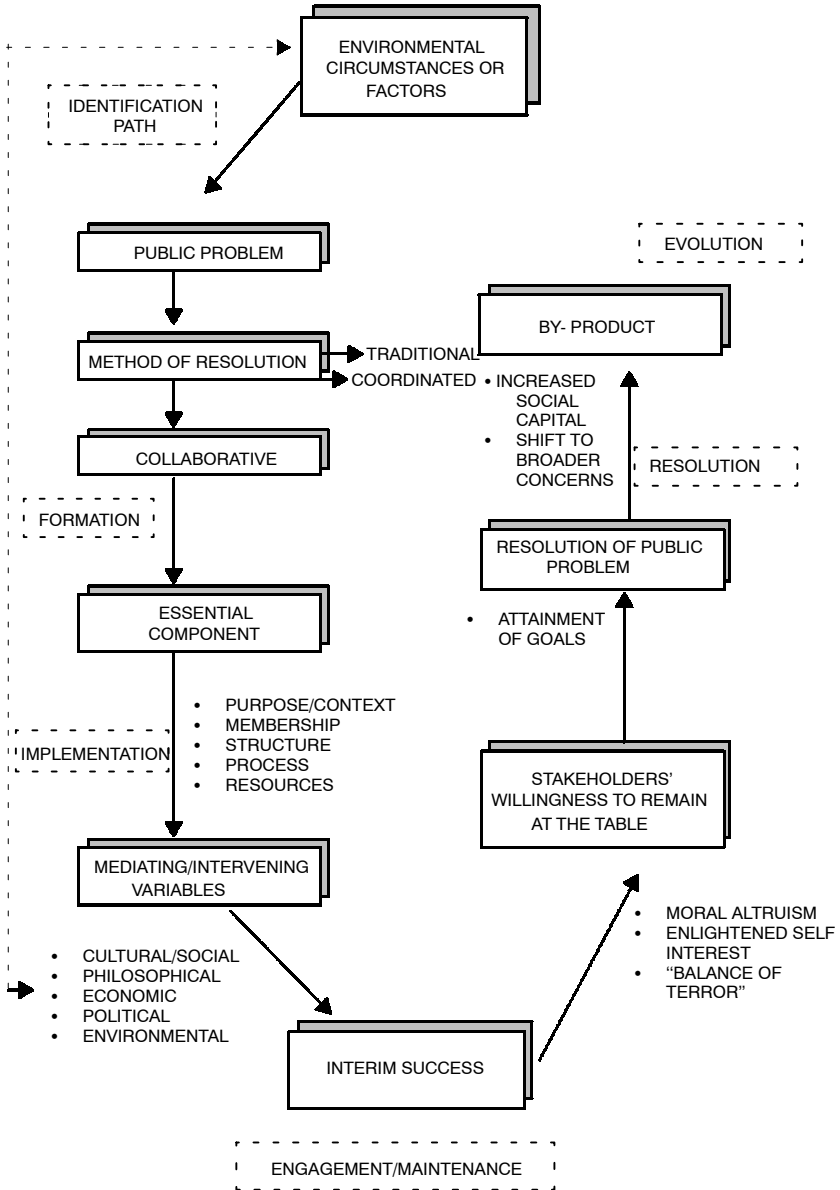 ENVIRONMENTAL
CIRCUMSTANCES OR
FACTORS
IDENTIFICATION
PATH
PUBLIC PROBLEM
METHOD OF RESOLUTION
TRADITIONAL
COORDINATED
COLLABORATIVE
FORMATION
ESSENTIAL
COMPONENT
• PURPOSE/CONTEXT
• MEMBERSHIP
• STRUCTURE
• PROCESS
• RESOURCES
IMPLEMENTATION
MEDIATING/INTERVENING
VARIABLES
• CULTURAL/SOCIAL
• PHILOSOPHICAL
• ECONOMIC
• POLITICAL
• ENVIRONMENTAL
INTERIM SUCCESS
ENGAGEMENT/MAINTENANCE
• MORAL ALTRUISM
• ENLIGHTENED SELF
INTEREST
• “BALANCE OF
TERROR”
STAKEHOLDERS’
WILLINGNESS TO REMAIN
AT THE TABLE
• ATTAINMENT
OF GOALS
RESOLUTION OF PUBLIC
PROBLEM
RESOLUTION
• INCREASED
SOCIAL
CAPITAL
• SHIFT TO
BROADER
CONCERNS
BY- PRODUCT
EVOLUTION